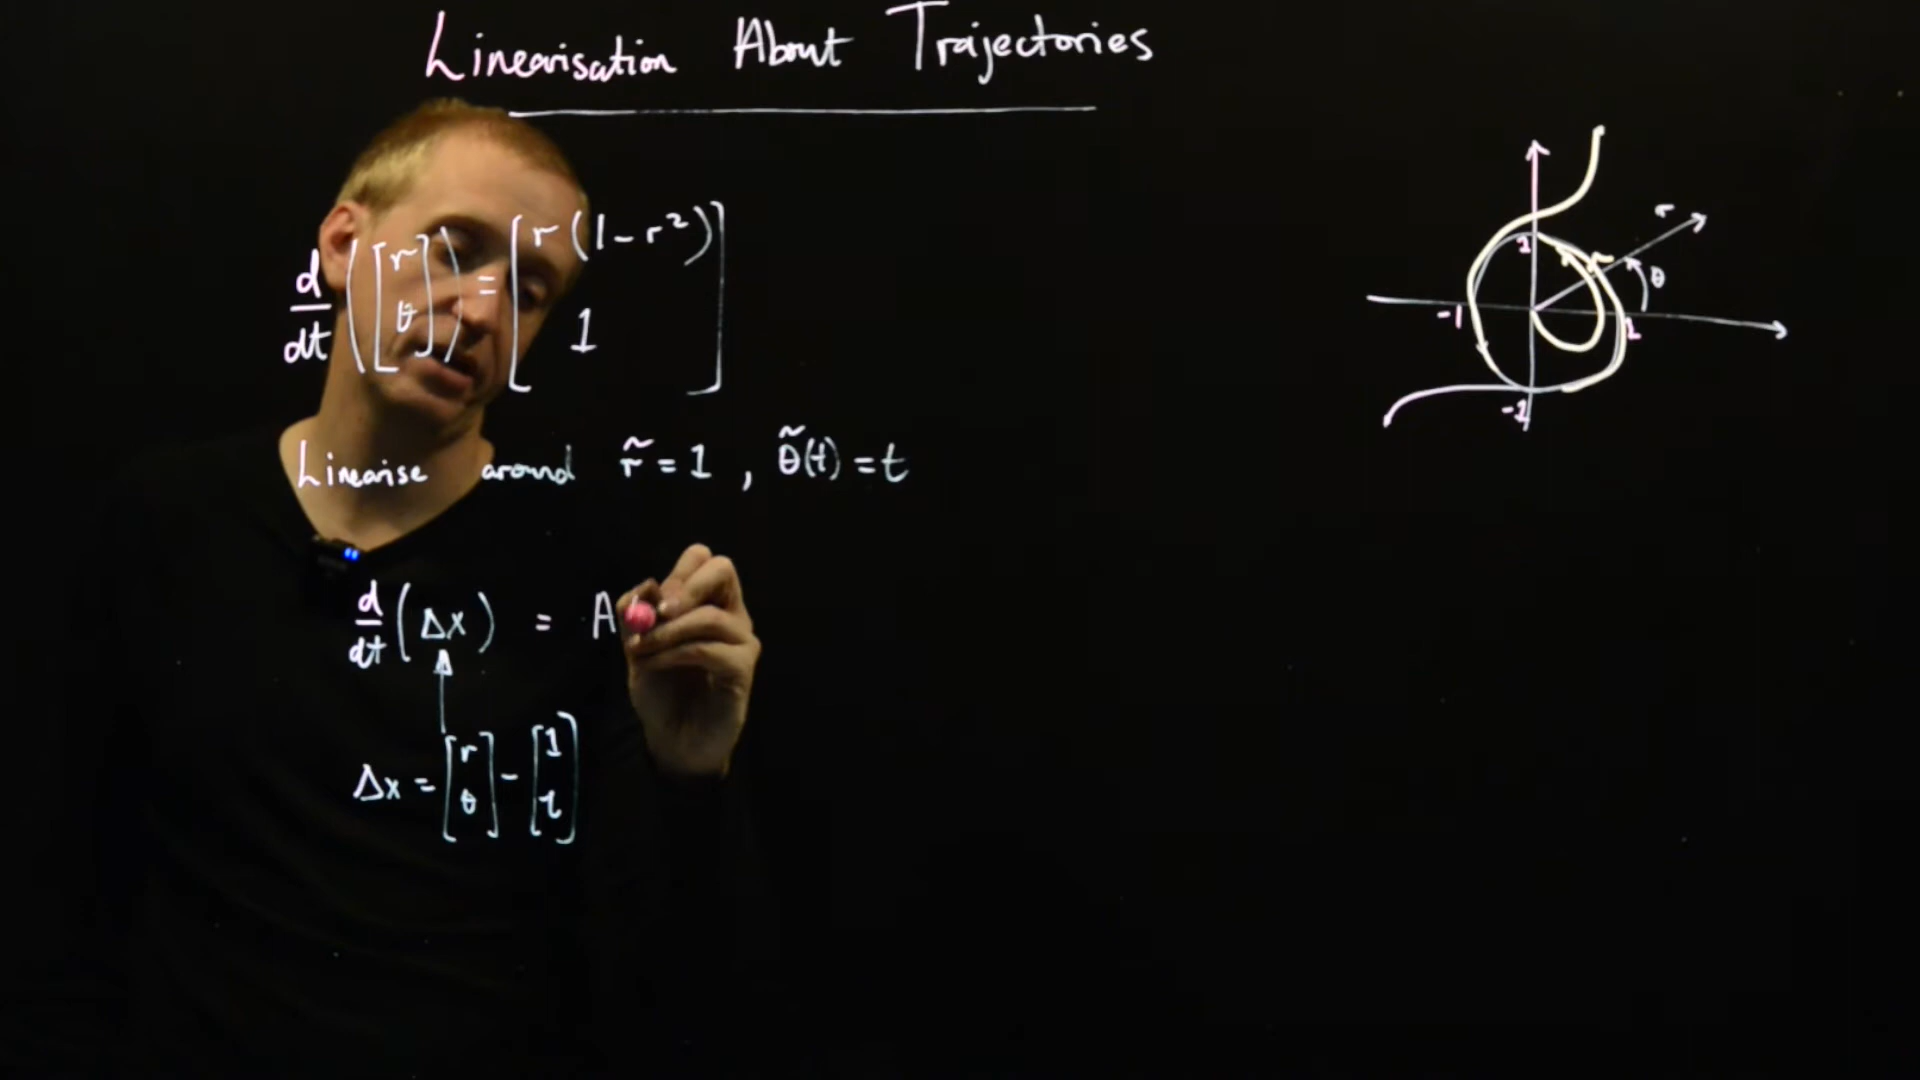 Linearisation About Trajectories
d/dt([r θ]) = [r(1-r²) 1]
Linearise around r̃ = 1, θ̃(t) = t
d/dt(Δx) = A
Δx = [r θ] - [1 t]
r
θ
1
-1
1
-1